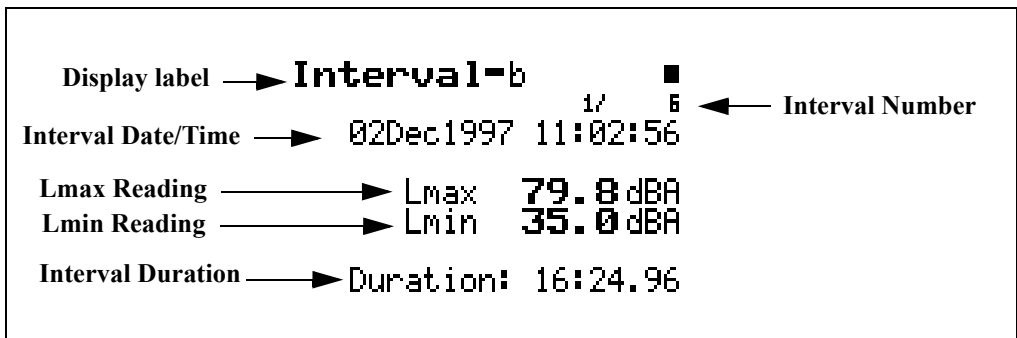 Display label Interval-b
1/ 6 Interval Number
Interval Date/Time 02Dec1997 11:02:56
Lmax Reading Lmax 79.8dBA
Lmin Reading Lmin 35.0dBA
Interval Duration Duration: 16:24.96